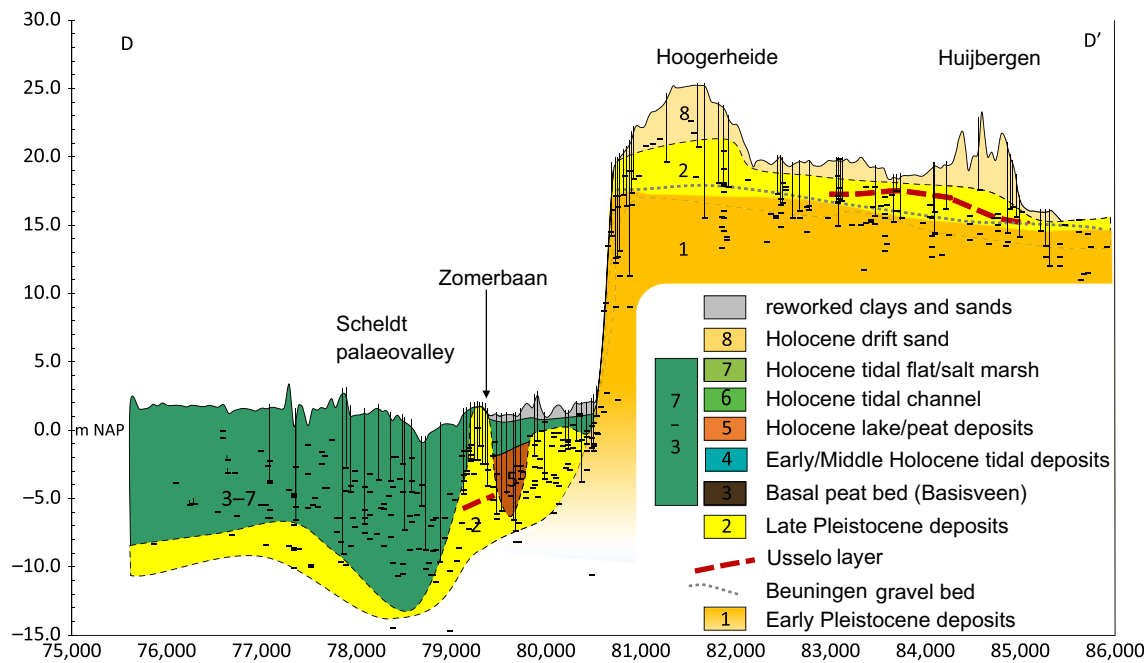 30.0
25.0
20.0
15.0
10.0
5.0
m NAP 0.0
−5.0
−10.0
−15.0
D
D’
Hoogerheide
Huijbergen
8
2
1
Zomerbaan
Scheldt
palaeovalley
3–7
5
2
reworked clays and sands
8 Holocene drift sand
7 Holocene tidal flat/salt marsh
6 Holocene tidal channel
5 Holocene lake/peat deposits
4 Early/Middle Holocene tidal deposits
3 Basal peat bed (Basisveen)
7
–
3
2 Late Pleistocene deposits
Usselo layer
Beuningen gravel bed
1 Early Pleistocene deposits
75,000 76,000 77,000 78,000 79,000 80,000 81,000 82,000 83,000 84,000 85,000 86,000